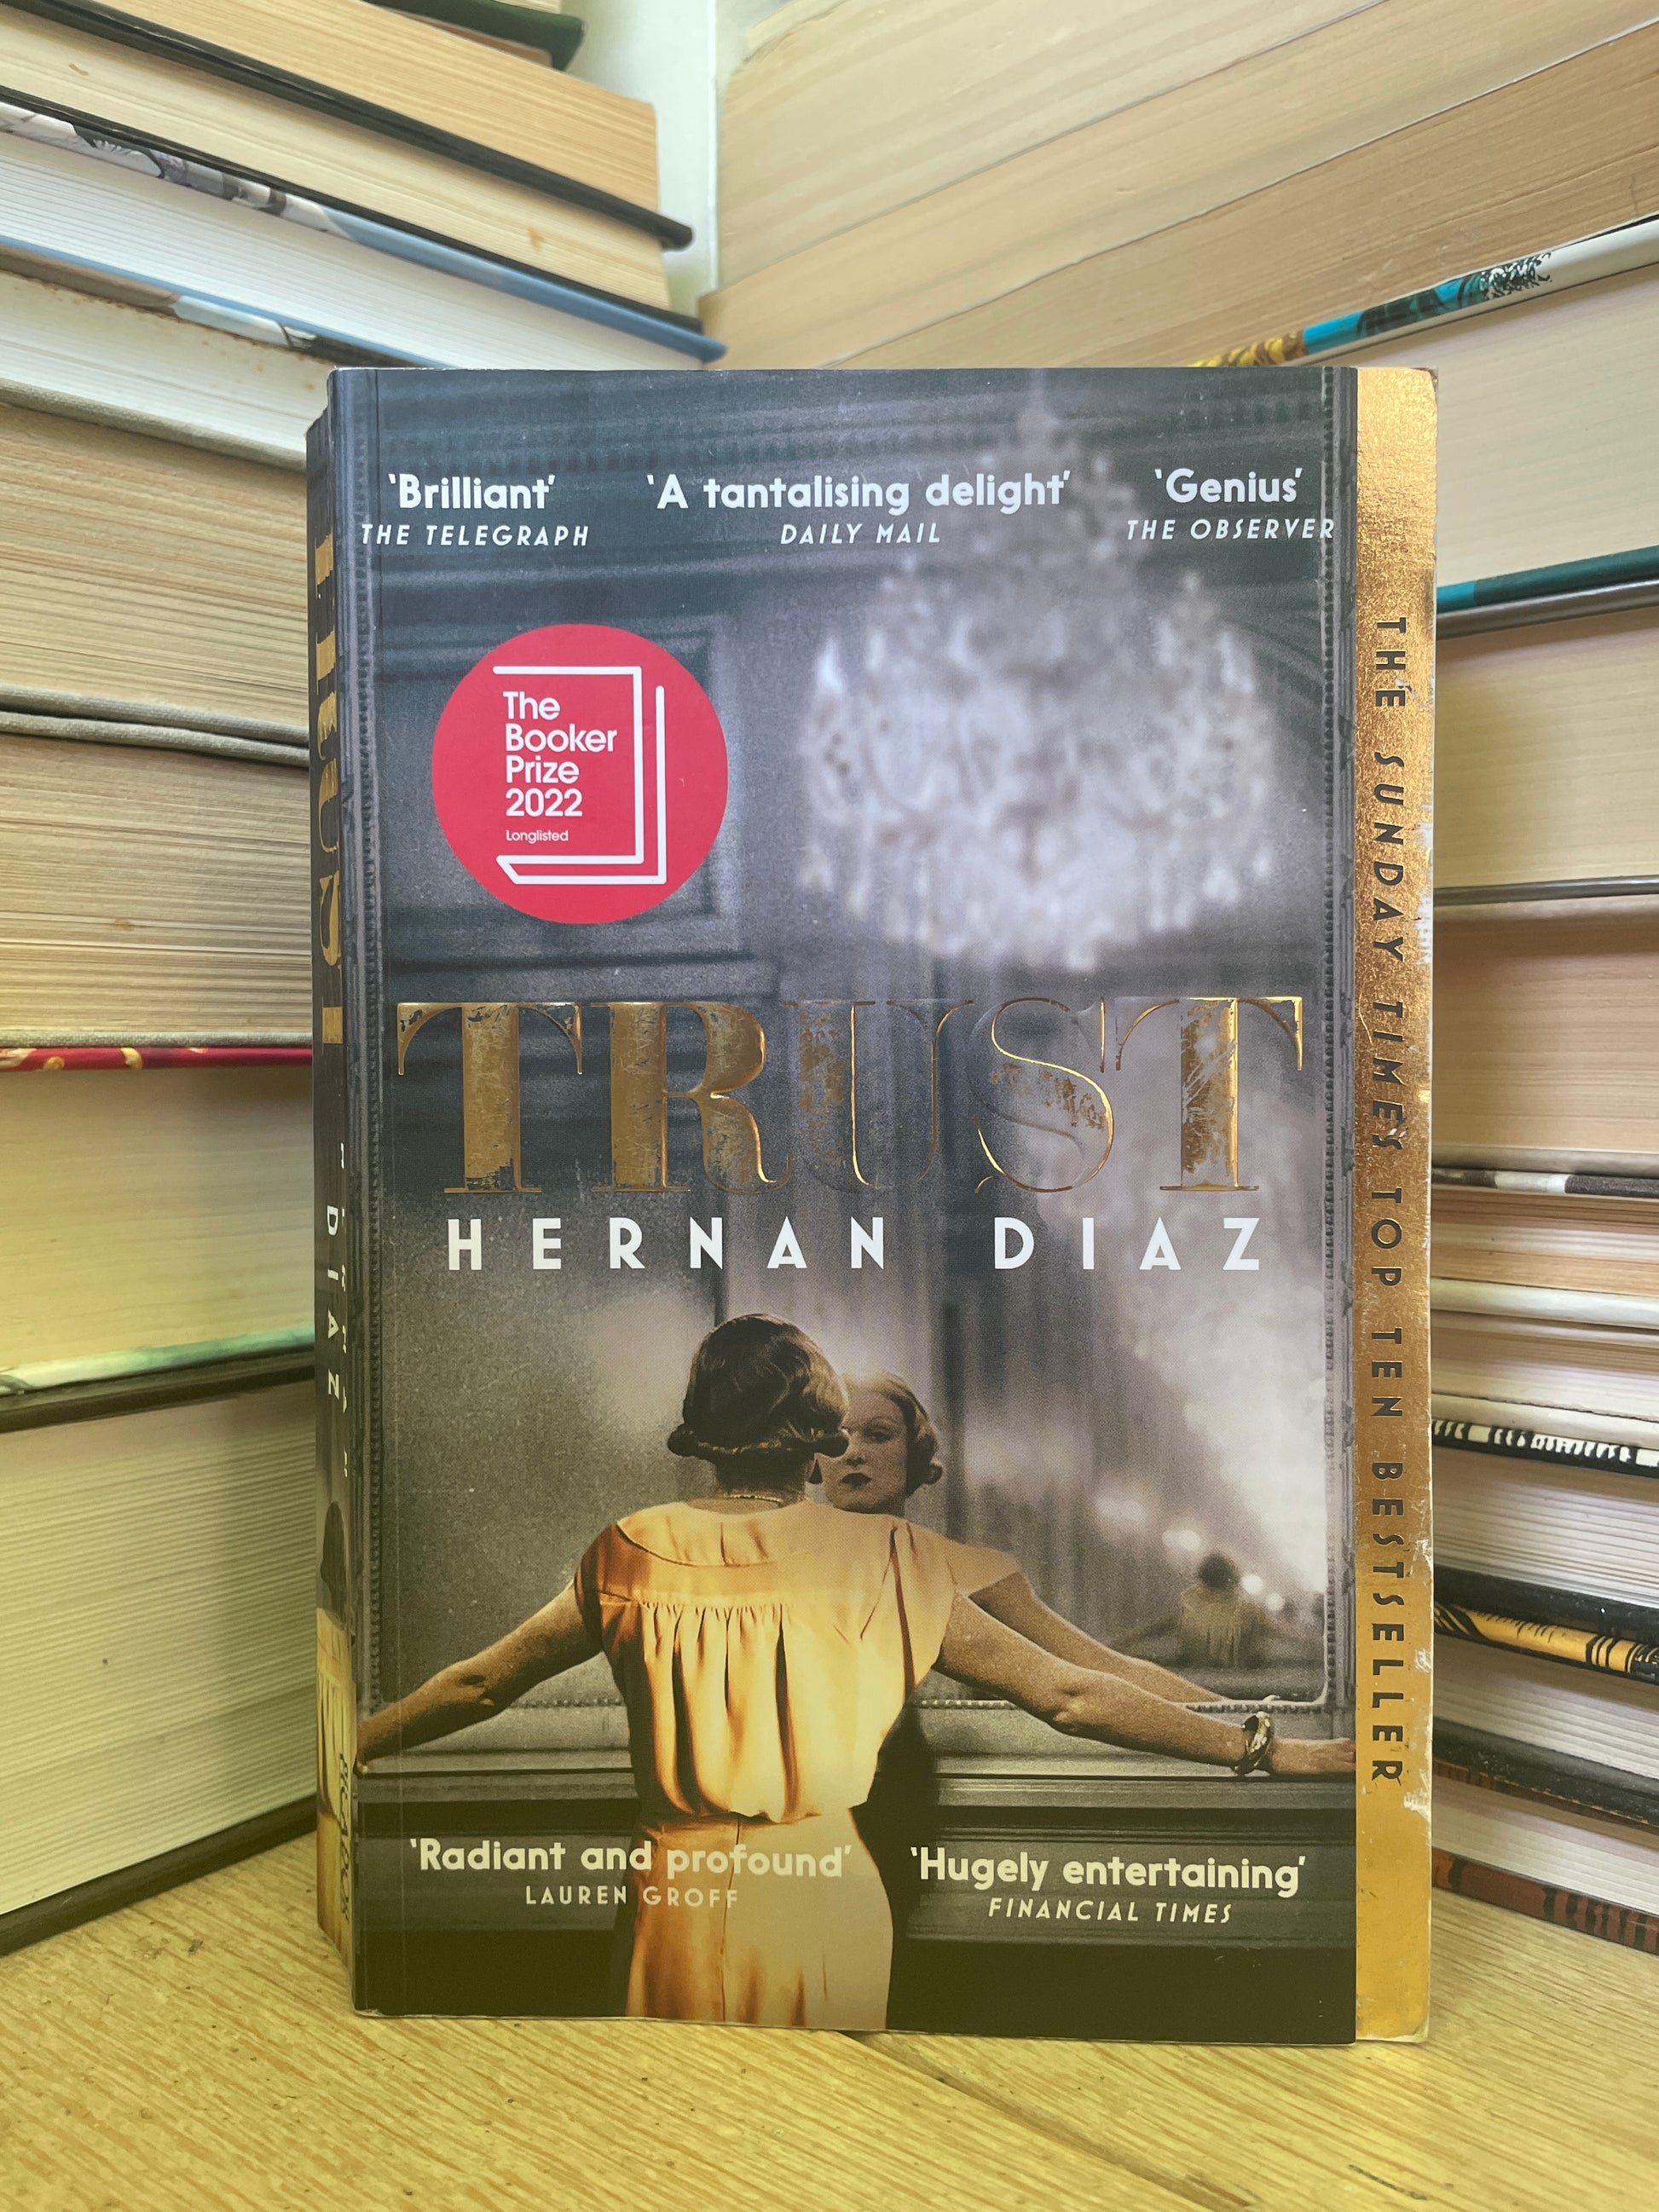 ‘Brilliant’
THE TELEGRAPH
‘A tantalising delight’
DAILY MAIL
‘Genius’
THE OBSERVER
The
Booker
Prize
2022
Longlisted
TRUST
HERNAN DIAZ
‘Radiant and profound’
LAUREN GROFF
‘Hugely entertaining’
FINANCIAL TIMES
THE SUNDAY TIMES TOP TEN BESTSELLER
TRUST
DIAZ